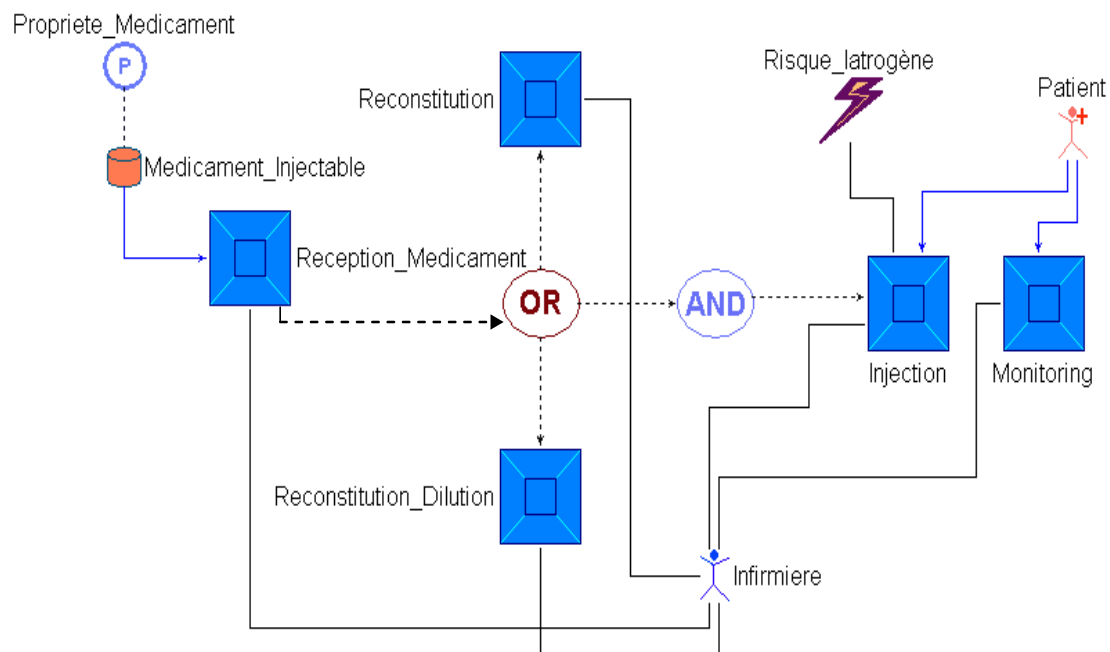 Propriete_Medicament
P
Medicament_Injectable
Reconstitution
Risque_Iatrogène
Patient
Reception_Medicament
OR
AND
Injection
Monitoring
Reconstitution_Dilution
Infirmiere